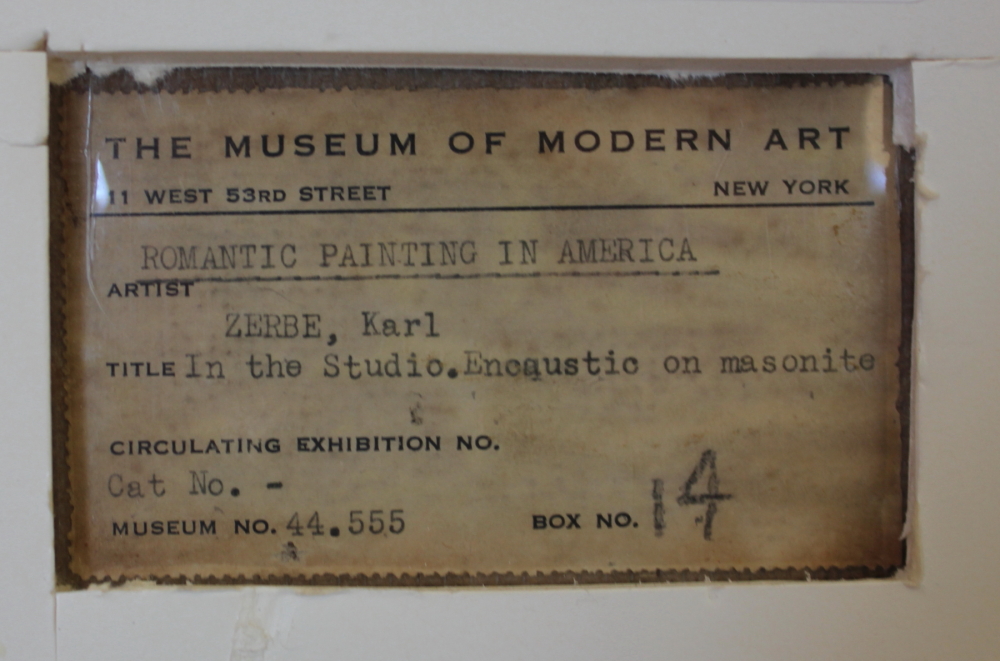 THE MUSEUM OF MODERN ART
11 WEST 53RD STREET NEW YORK
ROMANTIC PAINTING IN AMERICA
ARTIST
ZERBE, Karl
TITLE In the Studio.Encaustic on masonite
CIRCULATING EXHIBITION NO.
Cat No. -
MUSEUM NO. 44.555 BOX NO. 14